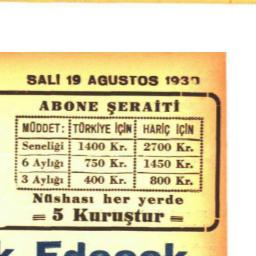 SALI 19 AGUSTOS
ABONE ŞERAİTİ
MÜDDET: TÜRKİYE İÇİN HARİÇ İÇİN
Seneliği 1400 Kr. 2700 Kr.
6 Aylığı 750 Kr. 1450 Kr.
3 Aylığı 400 Kr. 800 Kr.
Nüshası her yerde
= 5 Kuruştur =
Edecek